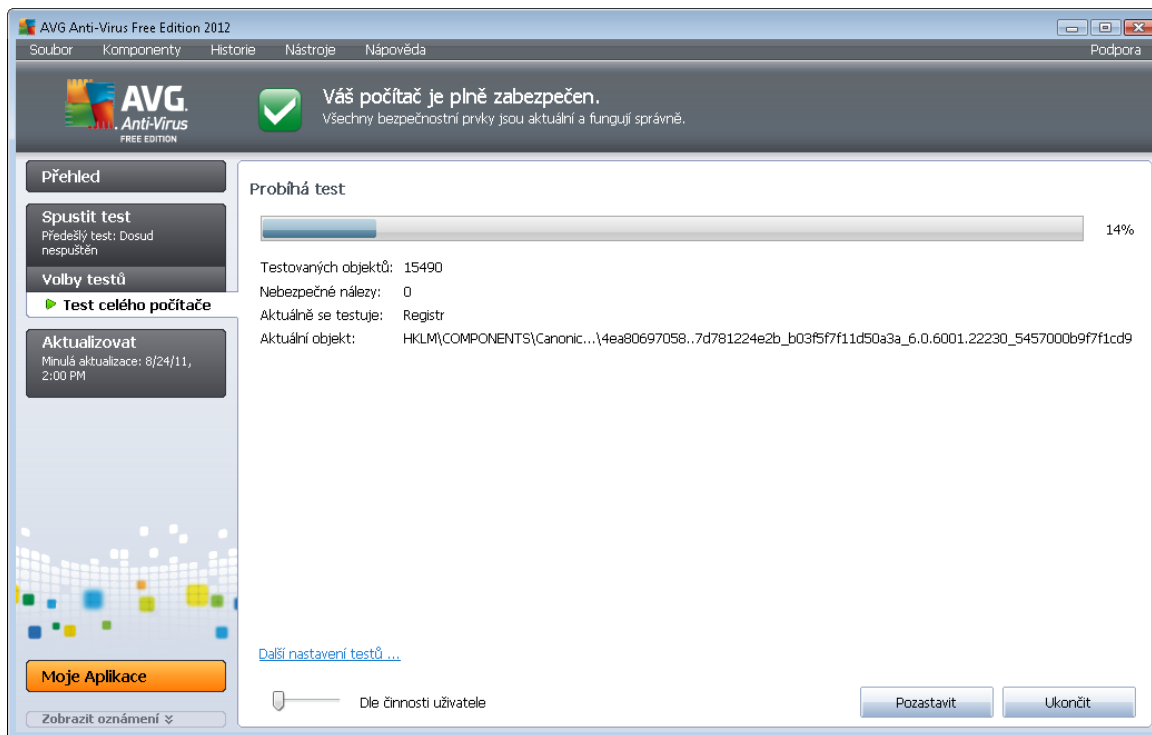 AVG Anti-Virus Free Edition 2012
Soubor Komponenty Historie Nástroje Nápověda Podpora
AVG.
Anti-Virus
FREE EDITION
Váš počítač je plně zabezpečen.
Všechny bezpečnostní prvky jsou aktuální a fungují správně.
Přehled
Spustit test
Předešlý test: Dosud
nespuštěn
Volby testů
Test celého počítače
Aktualizovat
Minulá aktualizace: 8/24/11,
2:00 PM
Moje Aplikace
Zobrazit oznámení
Probíhá test
14%
Testovaných objektů: 15490
Nebezpečné nálezy: 0
Aktuálně se testuje: Registr
Aktuální objekt: HKLM\COMPONENTS\Canonic...\4ea80697058..7d781224e2b_b03f5f7f11d50a3a_6.0.6001.22230_5457000b9f7f1cd9
Další nastavení testů ...
Dle činnosti uživatele
Pozastavit
Ukončit